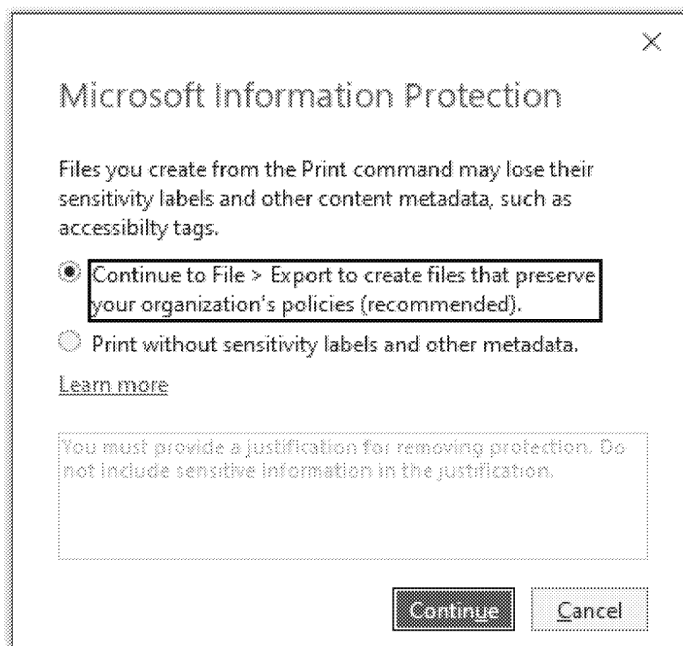 Microsoft Information Protection
Files you create from the Print command may lose their
sensitivity labels and other content metadata, such as
accessibilty tags.
Continue to File > Export to create files that preserve
your organization's policies (recommended).
Print without sensitivity labels and other metadata.
Learn more
You must provide a justification for removing protection. Do
not include sensitive information in the justification.
Continue
Cancel